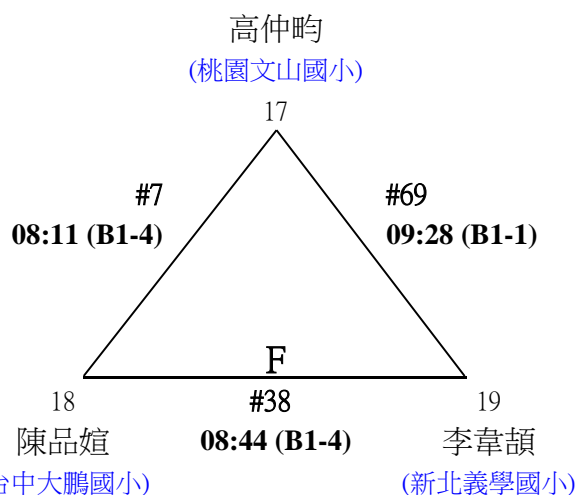 高仲畇
(桃園文山國小)
17
#7
#69
08:11 (B1-4)
09:28 (B1-1)
F
18
#38
19
陳品媗
08:44 (B1-4)
李韋頡
台中大鵬國小)
(新北義學國小)